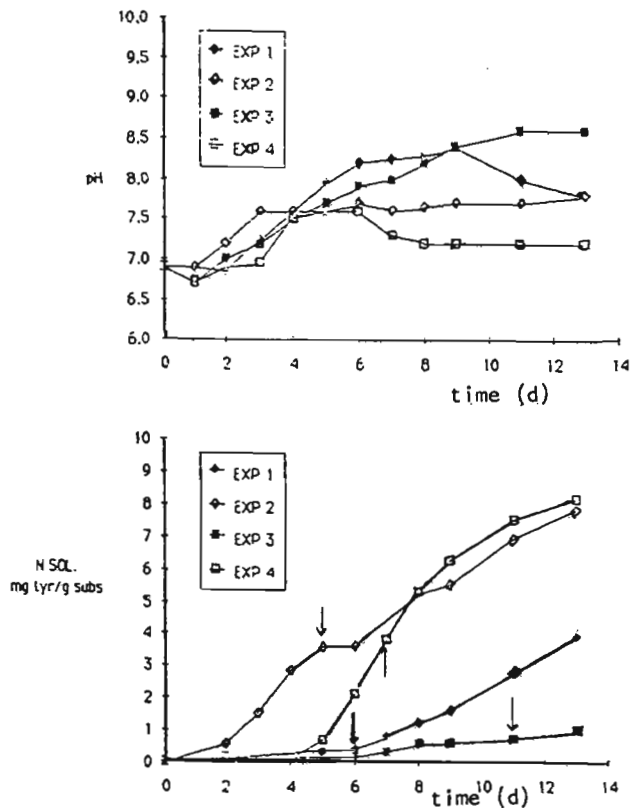 10.0
9.5
9.0
8.5
8.0
pH
7.5
7.0
6.5
6.0
EXP 1
EXP 2
EXP 3
EXP 4
0 2 4 6 8 10 12 14
time (d)
10
9
8
7
6
N SOL.
mg tyr/g subs
5
4
3
2
1
0
EXP 1
EXP 2
EXP 3
EXP 4
0 2 4 6 8 10 12 14
time (d)